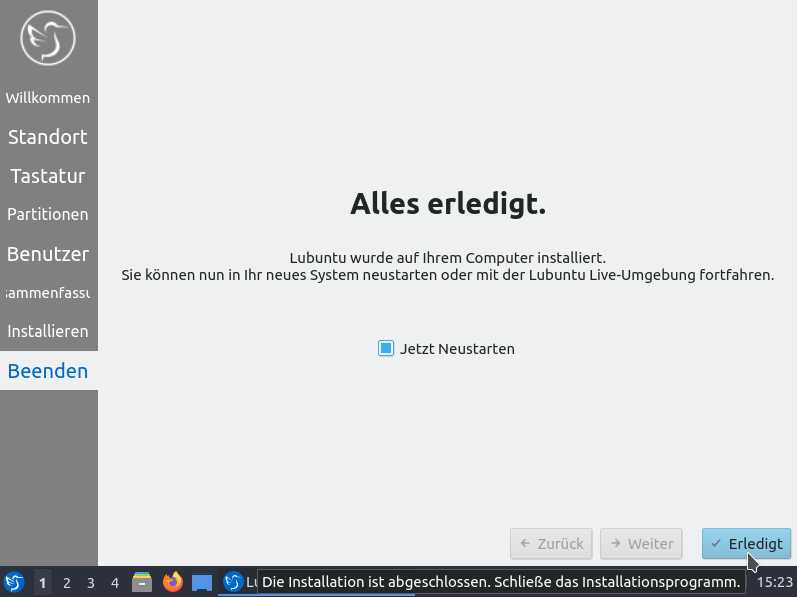 Willkommen
Standort
Tastatur
Partitionen
Benutzer
Installieren
Beenden
Alles erledigt.
Lubuntu wurde auf Ihrem Computer installiert.
Sie können nun in Ihr neues System neustarten oder mit der Lubuntu Live-Umgebung fortfahren.
Jetzt Neustarten
Zurück
Weiter
Erledigt
1 2 3 4
Die Installation ist abgeschlossen. Schließe das Installationsprogramm.
15:23